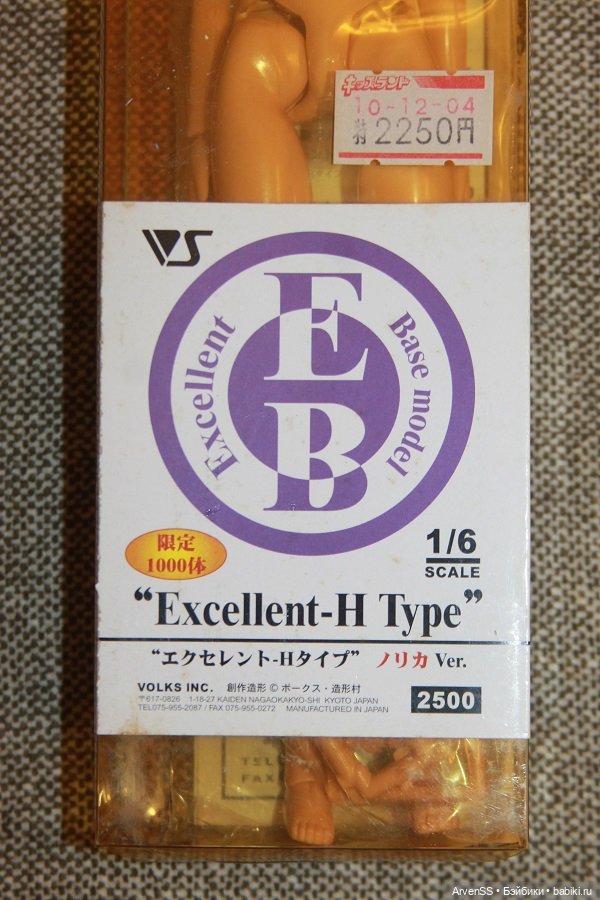 キッズランド
10-12-04
2250円
VS
Excellent
Base model
EB
限定
1000体
1/6
SCALE
“Excellent-H Type”
“エクセレント-Hタイプ” ノリカ Ver.
VOLKS INC. 創作造形 © ボークス・造形村
〒617-0826 1-18-27 KAIDEN NAGAOKAKYO-SHI KYOTO JAPAN
TEL075-955-2087 / FAX 075-955-0272 MANUFACTURED IN JAPAN
2500
TEL
FAX
ArvenSS • Бэйбики • babiki.ru